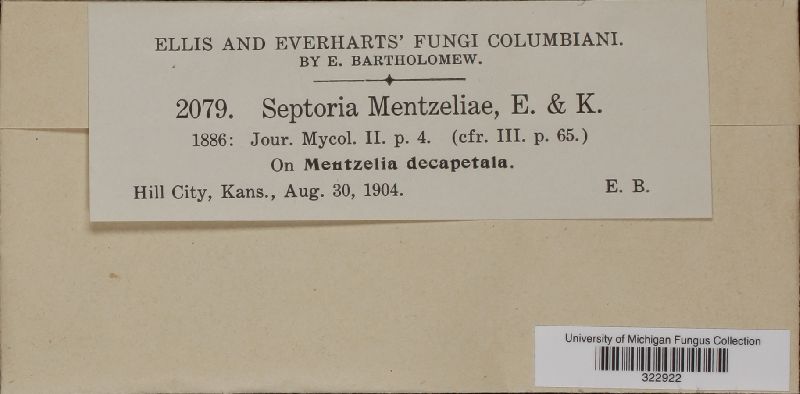 ELLIS AND EVERHARTS' FUNGI COLUMBIANI.
BY E. BARTHOLOMEW.
2079. Septoria Mentzeliae, E. & K.
1886: Jour. Mycol. II. p. 4. (cfr. III. p. 65.)
On Mentzelia decapetala.
Hill City, Kans., Aug. 30, 1904. E. B.
University of Michigan Fungus Collection
322922